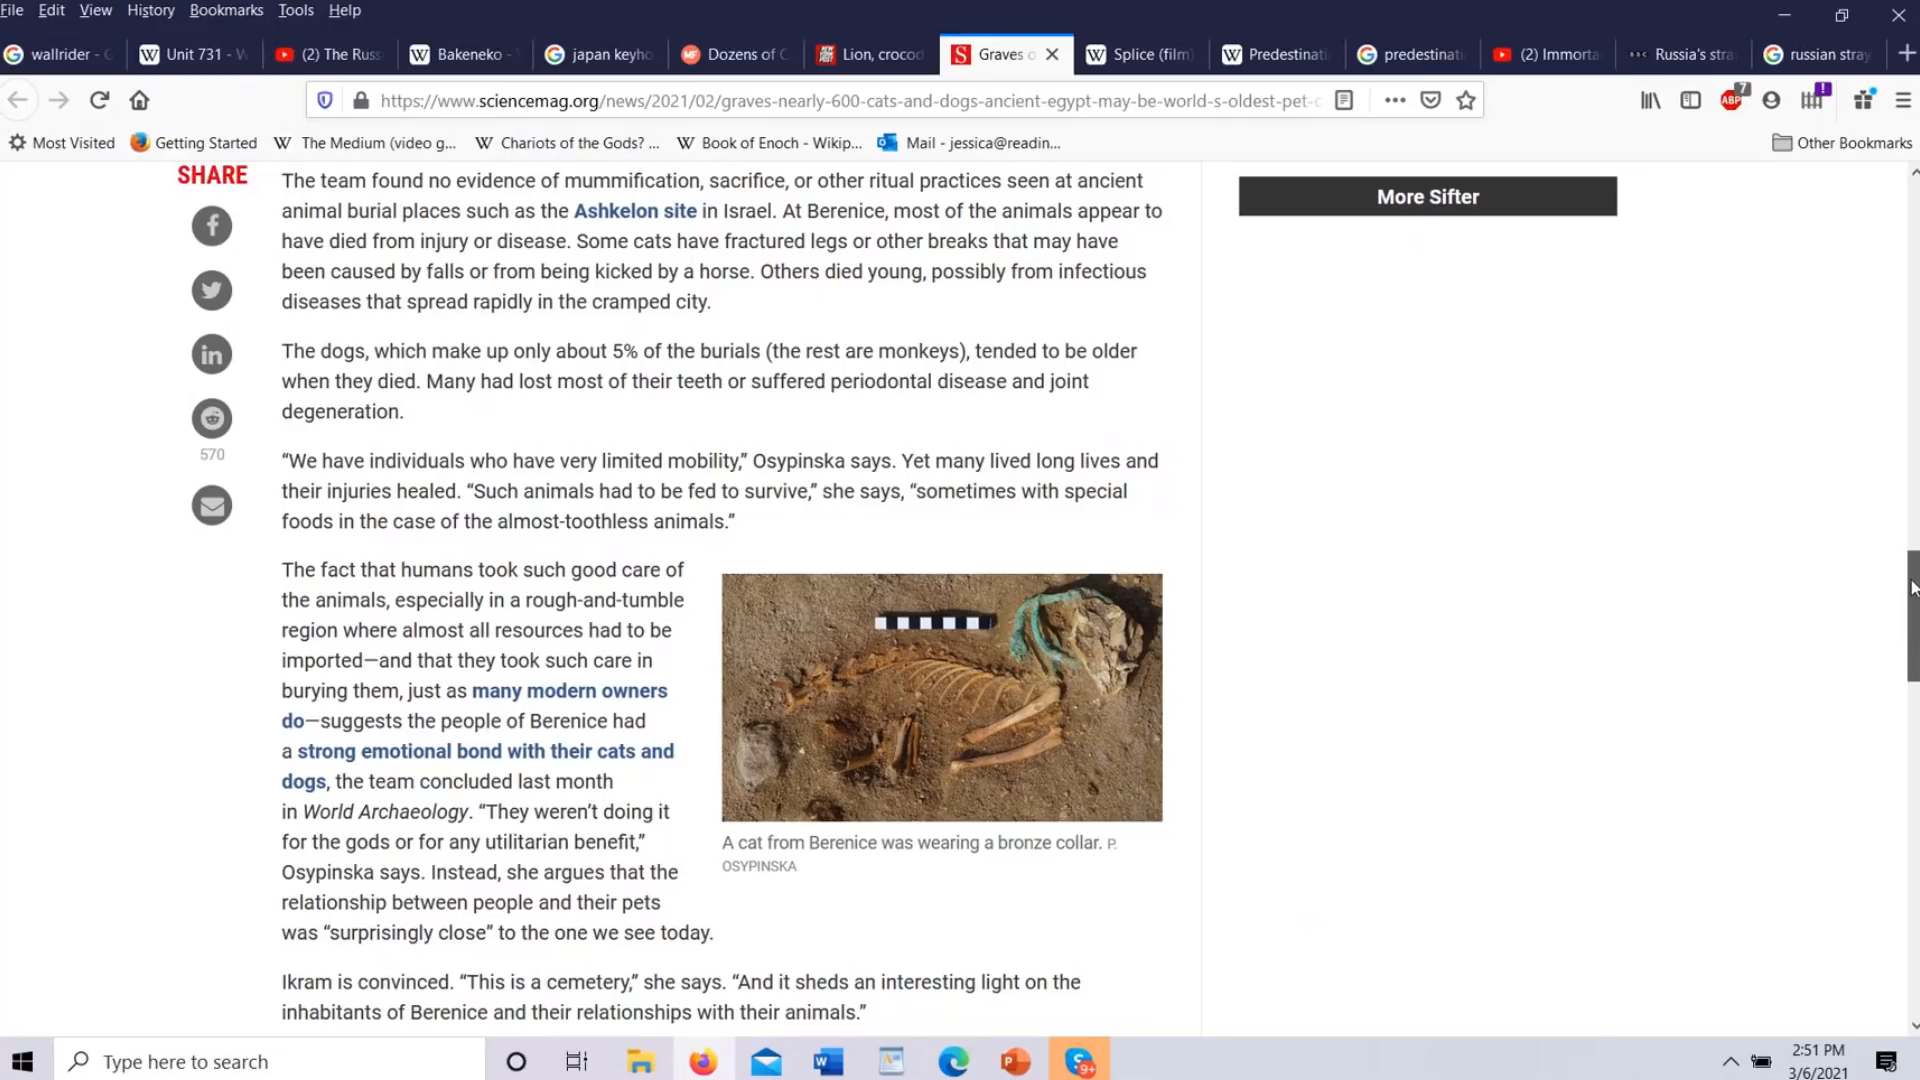 File Edit View History Tools Help
wallrider - G Unit 731 - W (2) The Russ Bakeneko - japan keyho Dozens of C Lion, crocod Graves o Splice (film) Predestinati predestinati (2) Immorta Russia's stra russian stray
https://www.sciencemag.org/news/2021/02/graves-nearly-600-cats-and-dogs-ancient-egypt-may-be-world-s-oldest-pet-c
ABP 7 !
Most Visited Getting Started The Medium (video g... Chariots of the Gods? ... Book of Enoch - Wikip... Mail - jessica@readin... Other Bookmarks
SHARE
570
The team found no evidence of mummification, sacrifice, or other ritual practices seen at ancient
animal burial places such as the Ashkelon site in Israel. At Berenice, most of the animals appear to
have died from injury or disease. Some cats have fractured legs or other breaks that may have
been caused by falls or from being kicked by a horse. Others died young, possibly from infectious
diseases that spread rapidly in the cramped city.
The dogs, which make up only about 5% of the burials (the rest are monkeys), tended to be older
when they died. Many had lost most of their teeth or suffered periodontal disease and joint
degeneration.
“We have individuals who have very limited mobility,” Osypinska says. Yet many lived long lives and
their injuries healed. “Such animals had to be fed to survive,” she says, “sometimes with special
foods in the case of the almost-toothless animals.”
The fact that humans took such good care of
the animals, especially in a rough-and-tumble
region where almost all resources had to be
imported—and that they took such care in
burying them, just as many modern owners
do—suggests the people of Berenice had
a strong emotional bond with their cats and
dogs, the team concluded last month
in World Archaeology. “They weren’t doing it
for the gods or for any utilitarian benefit,”
Osypinska says. Instead, she argues that the
relationship between people and their pets
was “surprisingly close” to the one we see today.
A cat from Berenice was wearing a bronze collar. P.
OSYPINSKA
Ikram is convinced. “This is a cemetery,” she says. “And it sheds an interesting light on the
inhabitants of Berenice and their relationships with their animals.”
More Sifter
Type here to search
9+
2:51 PM
3/6/2021